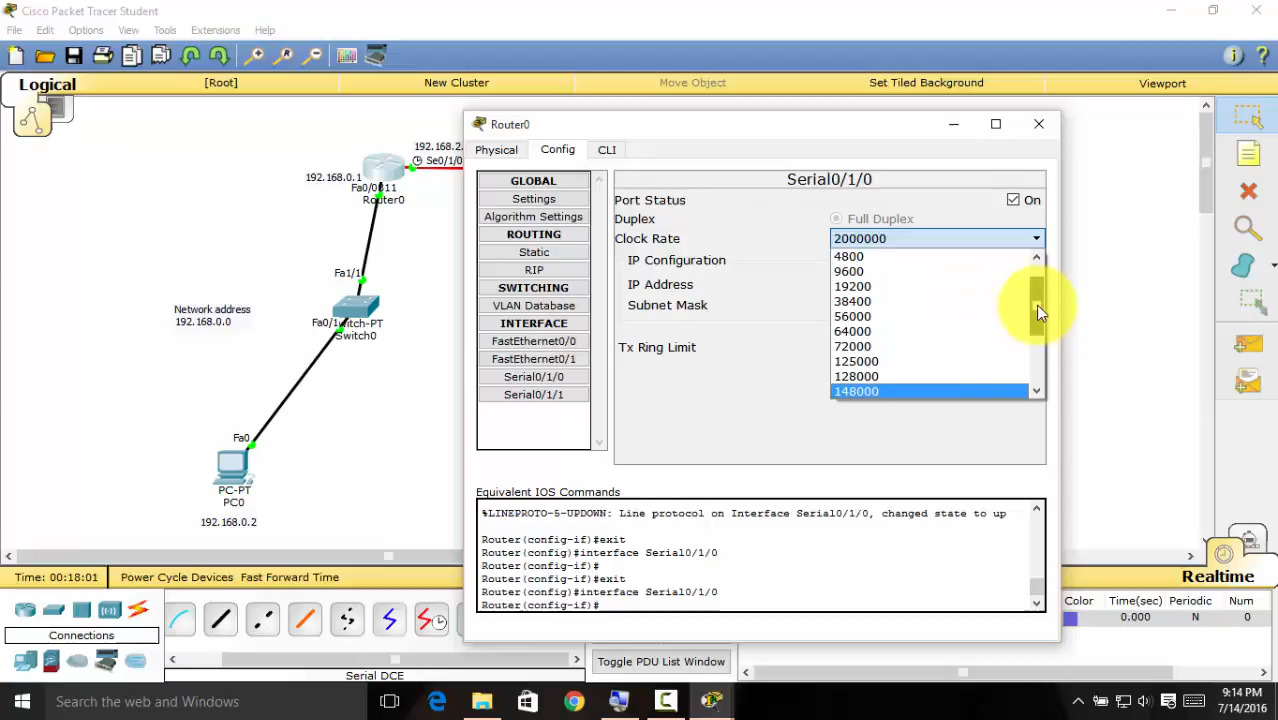 Cisco Packet Tracer Student
File Edit Options View Tools Extensions Help
Logical [Root] New Cluster Move Object Set Tiled Background Viewport
192.168.2.
Se0/1/0
192.168.0.1
Router0
Fa1/1
Network address
192.168.0.0
Fa0/1
Switch0
Fa0
PC-PT
PC0
192.168.0.2
Router0
Physical Config CLI
GLOBAL
Settings
Algorithm Settings
ROUTING
Static
RIP
SWITCHING
VLAN Database
INTERFACE
FastEthernet0/0
FastEthernet0/1
Serial0/1/0
Serial0/1/1
Serial0/1/0
Port Status On
Duplex Full Duplex
Clock Rate 2000000
IP Configuration
IP Address
Subnet Mask
Tx Ring Limit
4800
9600
19200
38400
56000
64000
72000
125000
128000
148000
Equivalent IOS Commands
%LINEPROTO-5-UPDOWN: Line protocol on Interface Serial0/1/0, changed state to up
Router(config-if)#exit
Router(config)#interface Serial0/1/0
Router(config-if)#
Router(config-if)#exit
Router(config)#interface Serial0/1/0
Router(config-if)#
Time: 00:18:01 Power Cycle Devices Fast Forward Time Realtime
Connections
Serial DCE
Toggle PDU List Window
Color Time(sec) Periodic Num
0.000 N 0
Search the web and Windows
9:14 PM
7/14/2016